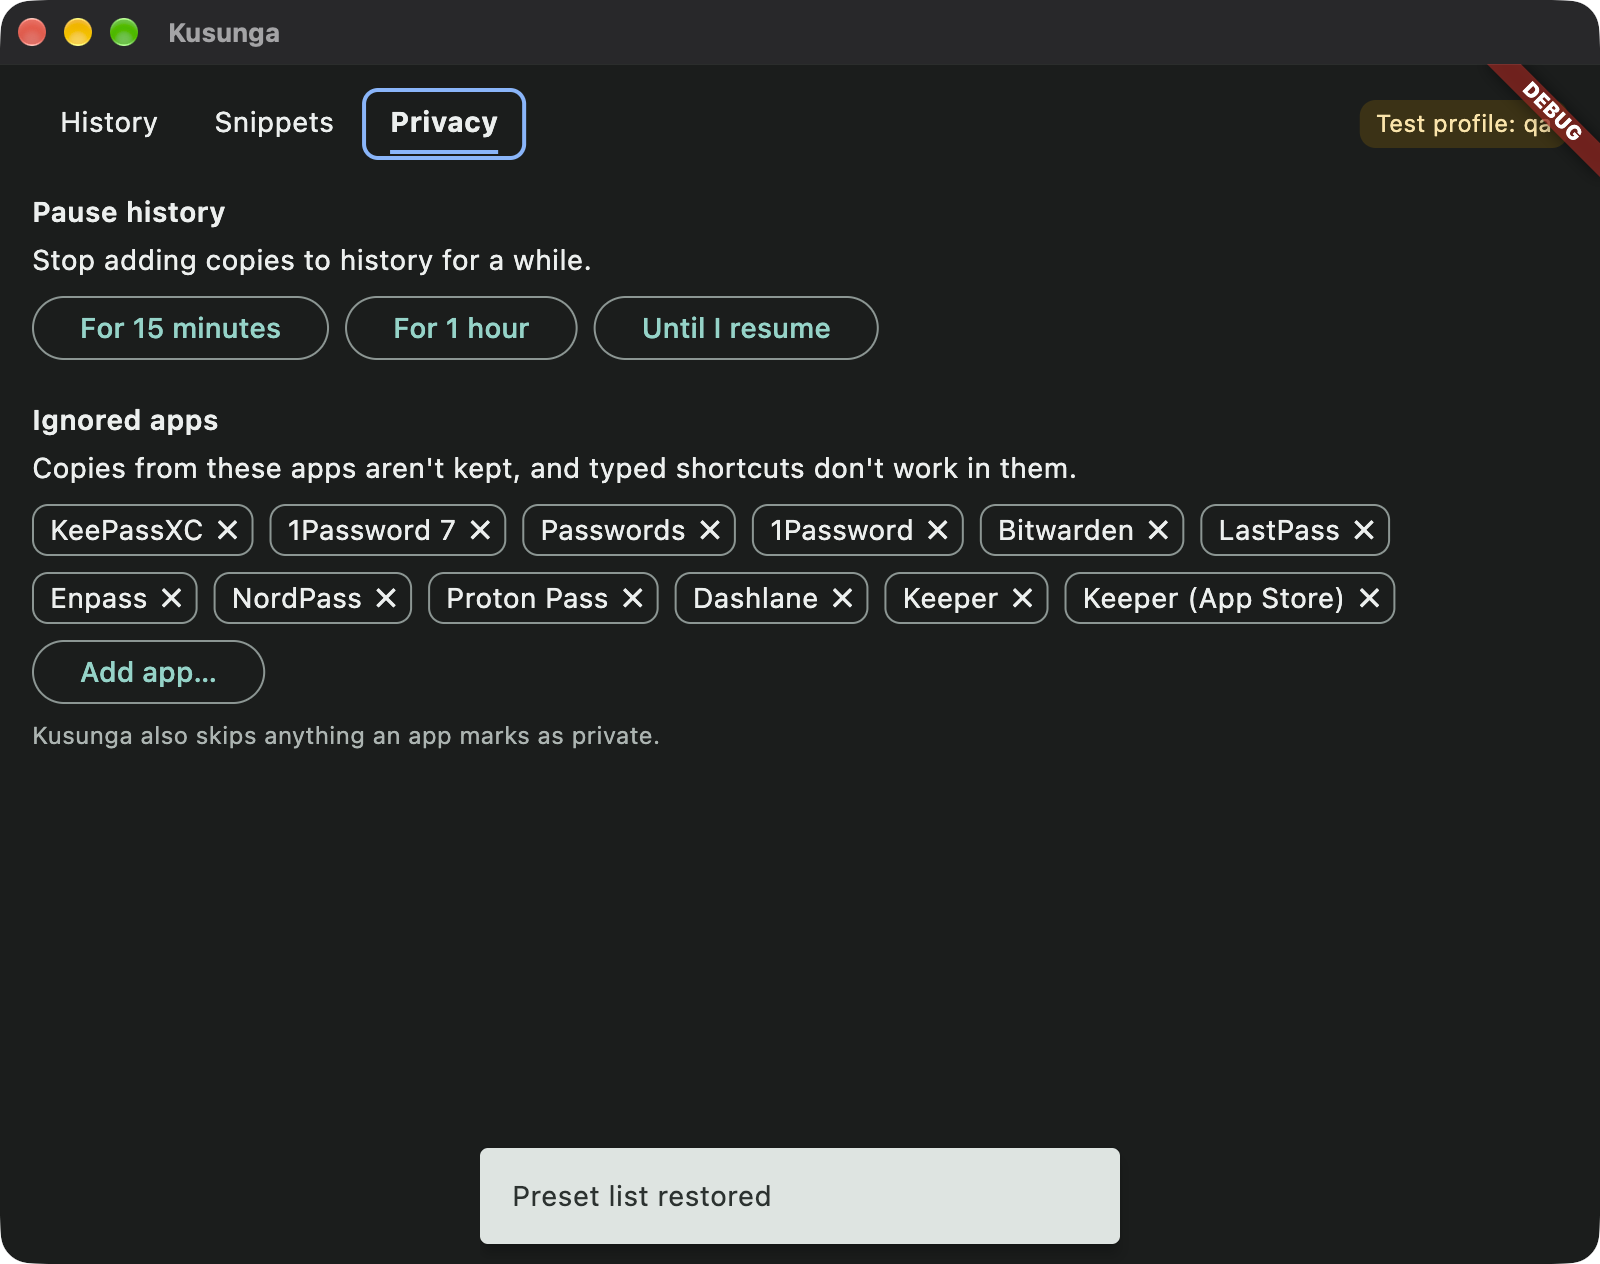 Kusunga
DEBUG
History Snippets Privacy Test profile: qa
Pause history
Stop adding copies to history for a while.
For 15 minutes For 1 hour Until I resume
Ignored apps
Copies from these apps aren't kept, and typed shortcuts don't work in them.
KeePassXC ✕ 1Password 7 ✕ Passwords ✕ 1Password ✕ Bitwarden ✕ LastPass ✕
Enpass ✕ NordPass ✕ Proton Pass ✕ Dashlane ✕ Keeper ✕ Keeper (App Store) ✕
Add app...
Kusunga also skips anything an app marks as private.
Preset list restored